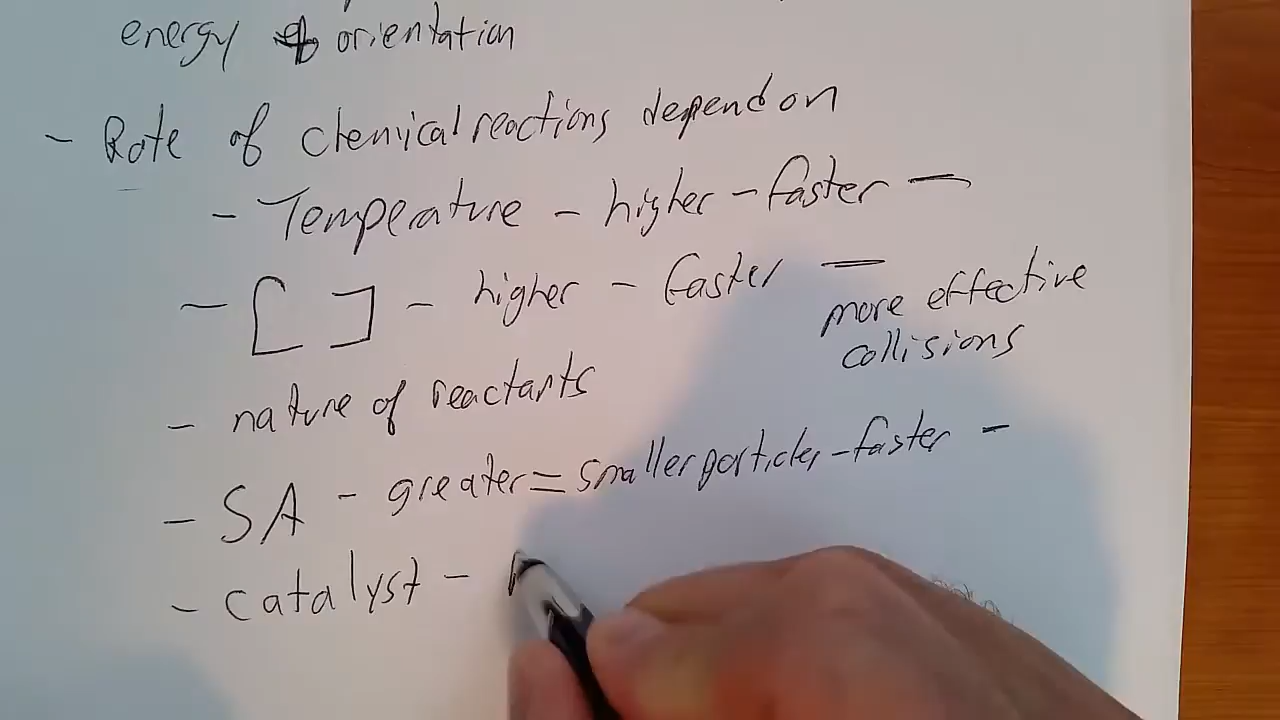 energy & orientation
- Rate of chemical reactions depend on
- Temperature - higher - faster -
- [ ] - higher - faster -
more effective
collisions
- nature of reactants
- SA - greater = smaller particles - faster -
- catalyst -